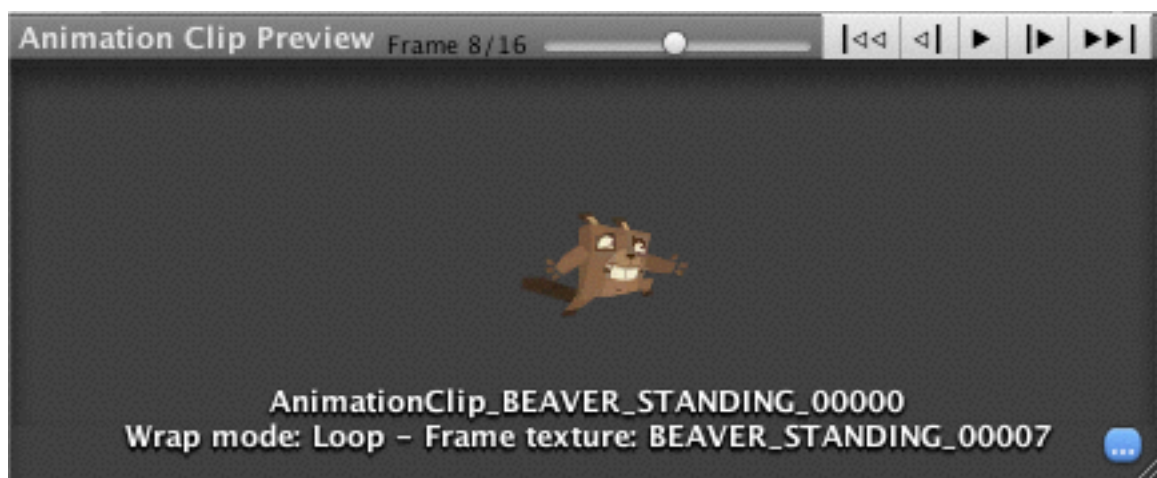 Animation Clip Preview Frame 8/16
AnimationClip_BEAVER_STANDING_00000
Wrap mode: Loop – Frame texture: BEAVER_STANDING_00007
...